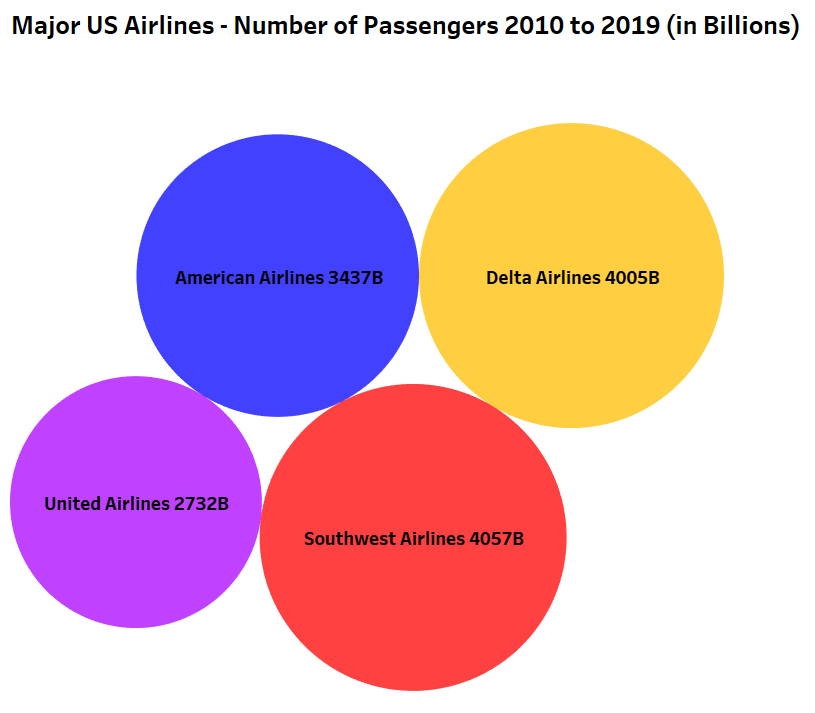 Major US Airlines - Number of Passengers 2010 to 2019 (in Billions)
American Airlines 3437B
Delta Airlines 4005B
United Airlines 2732B
Southwest Airlines 4057B